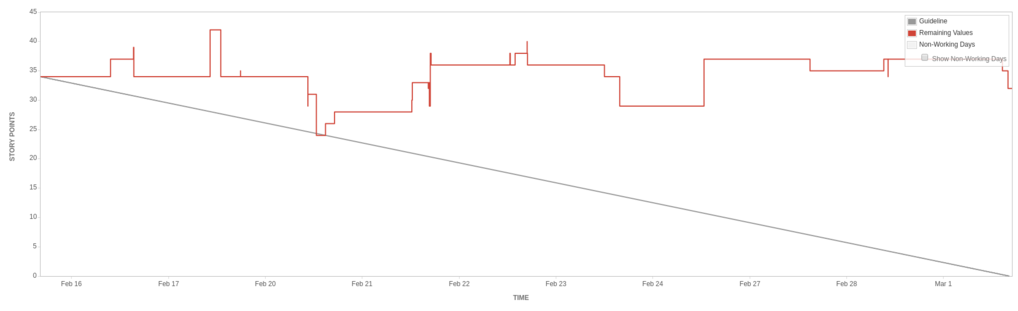 45
40
35
30
25
20
15
10
5
0
STORY POINTS
Guideline
Remaining Values
Non-Working Days
Show Non-Working Days
Feb 16 Feb 17 Feb 20 Feb 21 Feb 22 Feb 23 Feb 24 Feb 27 Feb 28 Mar 1
TIME